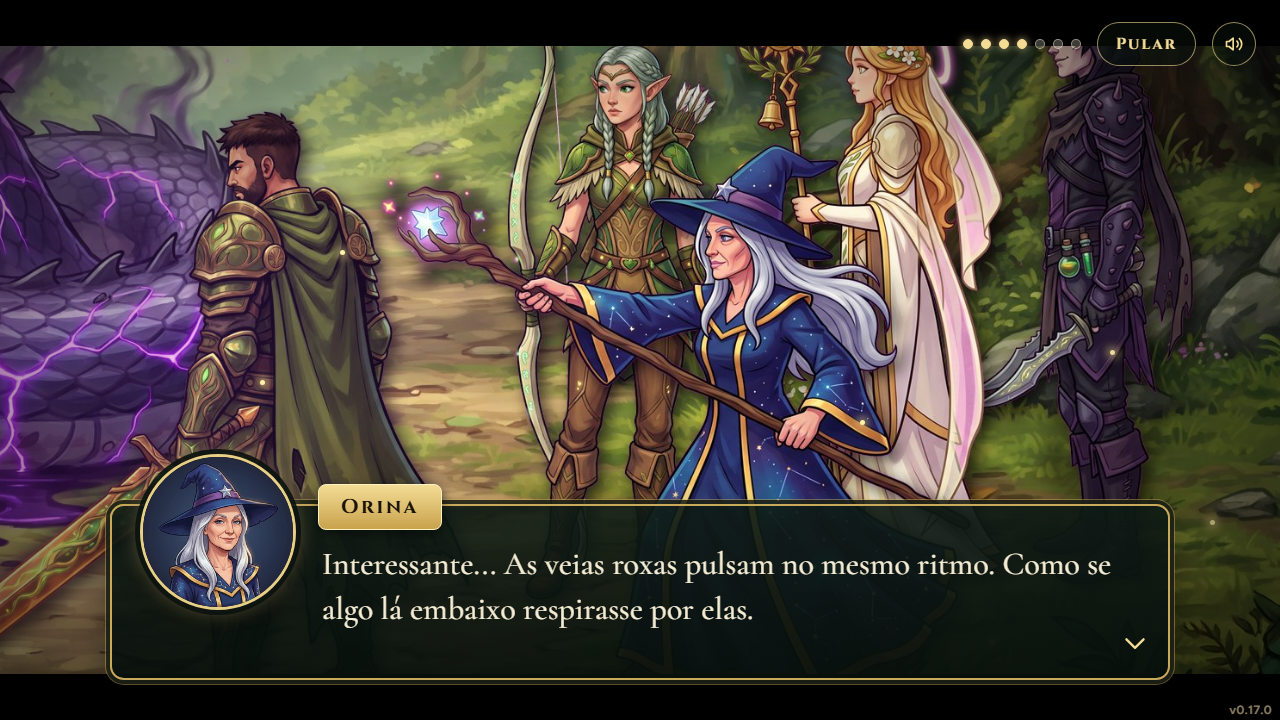 Pular
Orina
Interessante... As veias roxas pulsam no mesmo ritmo. Como se
algo lá embaixo respirasse por elas.
v0.17.0